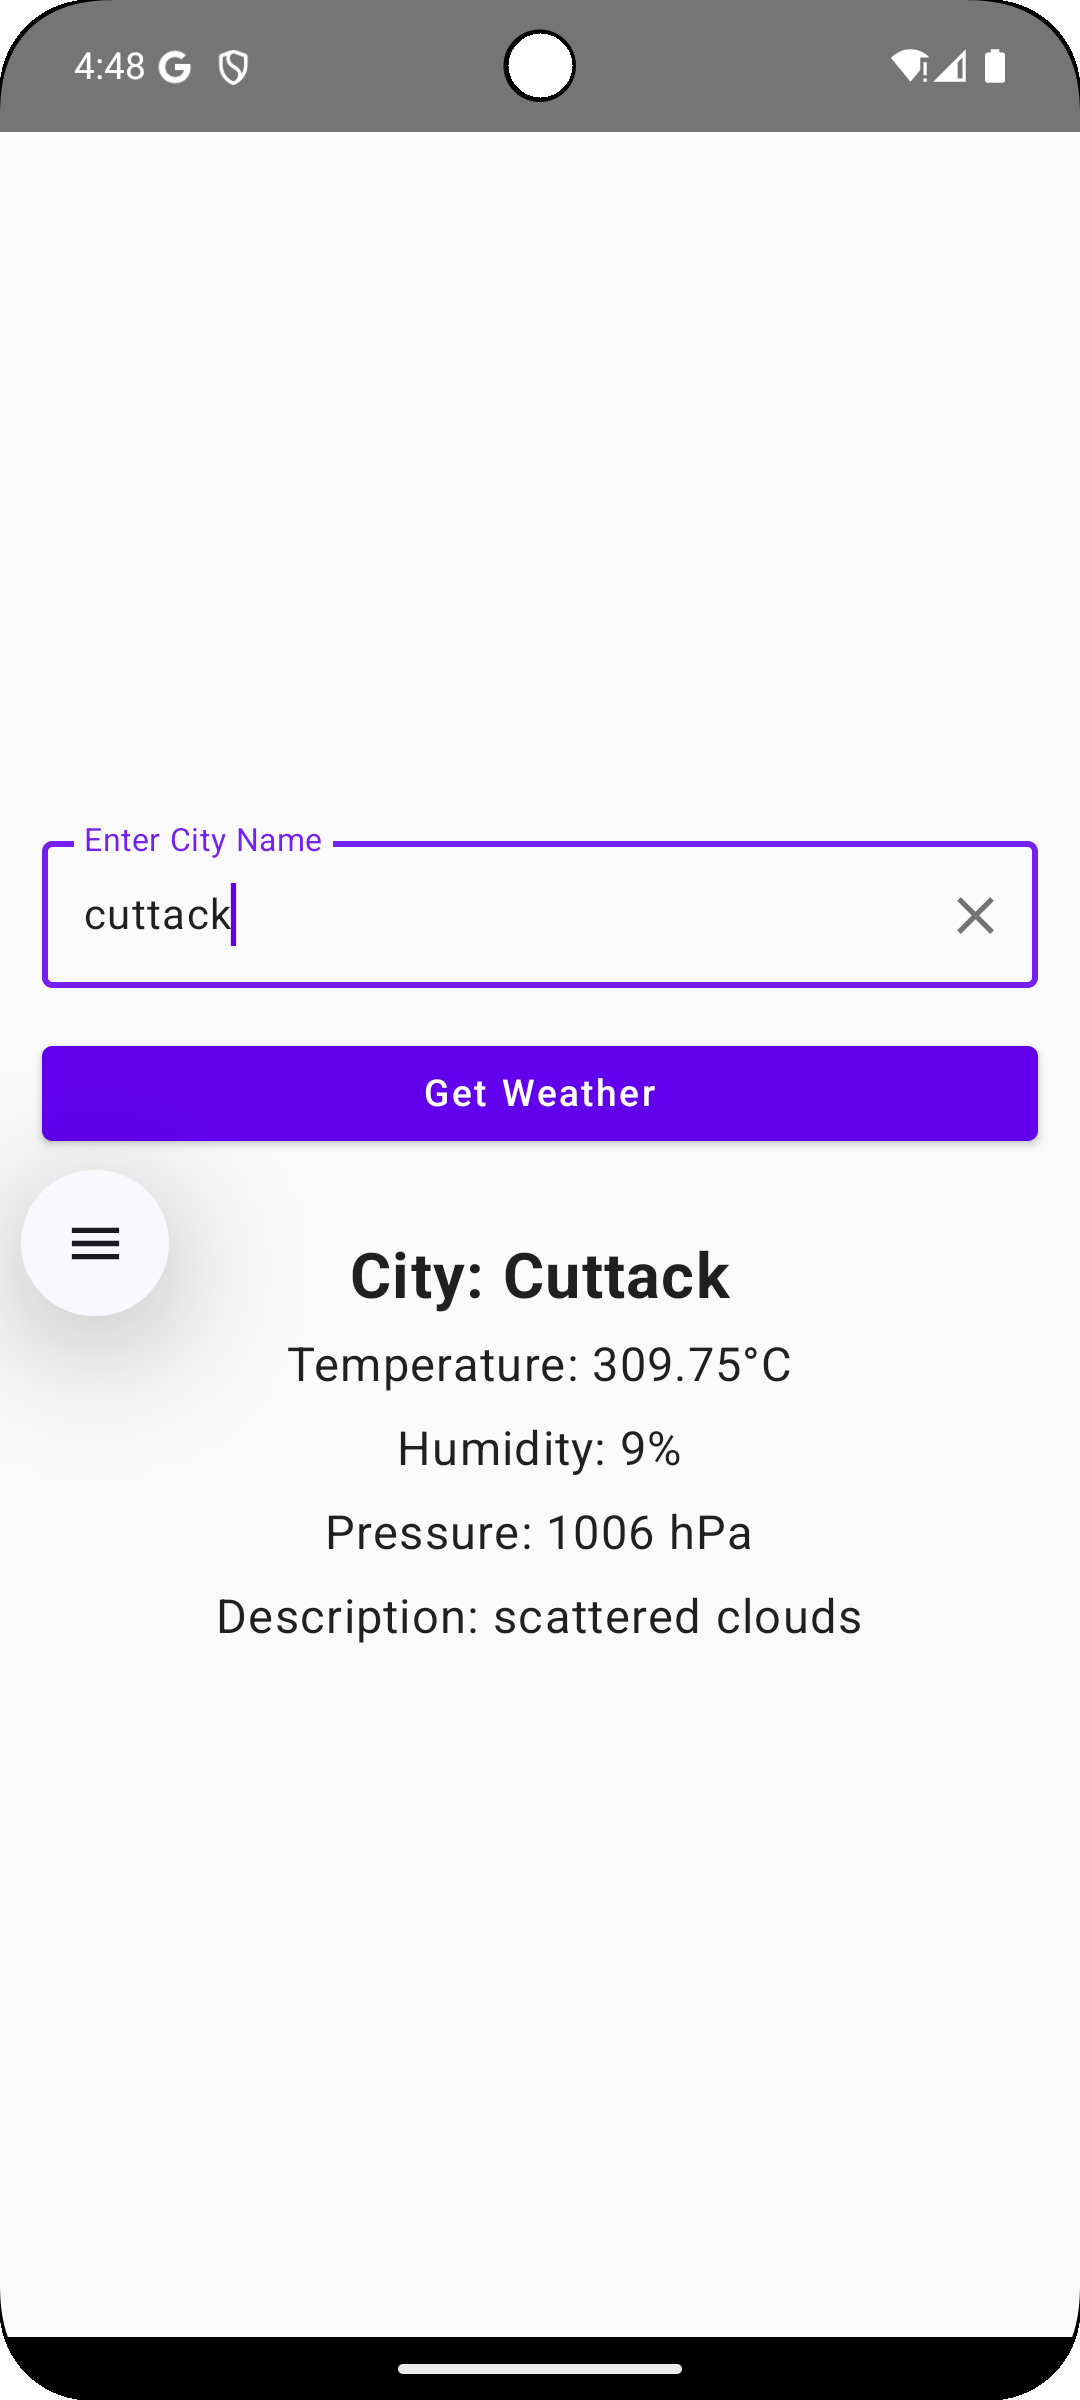 4:48
Enter City Name
cuttack
Get Weather
City: Cuttack
Temperature: 309.75°C
Humidity: 9%
Pressure: 1006 hPa
Description: scattered clouds